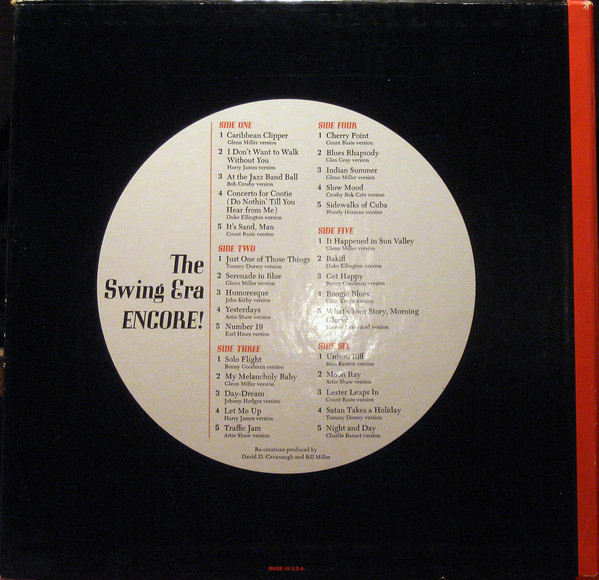 The
Swing Era
ENCORE!
SIDE ONE
1 Caribbean Clipper
Glenn Miller version
2 I Don't Want to Walk
Without You
Harry James version
3 At the Jazz Band Ball
Bob Crosby version
4 Concerto for Cootie
(Do Nothin' Till You
Hear from Me)
Duke Ellington version
5 It's Sand, Man
Count Basie version
SIDE TWO
1 Just One of Those Things
Tommy Dorsey version
2 Serenade in Blue
Glenn Miller version
3 Humoresque
John Kirby version
4 Yesterdays
Artie Shaw version
5 Number 19
Earl Hines version
SIDE THREE
1 Solo Flight
Benny Goodman version
2 My Melancholy Baby
Glenn Miller version
3 Day-Dream
Johnny Hodges version
4 Let Me Up
Harry James version
5 Traffic Jam
Artie Shaw version
SIDE FOUR
1 Cherry Point
Count Basie version
2 Blues Rhapsody
Glen Gray version
3 Indian Summer
Glenn Miller version
4 Slow Mood
Crosby Bob Cats version
5 Sidewalks of Cuba
Woody Herman version
SIDE FIVE
1 It Happened in Sun Valley
Glenn Miller version
2 Bakiff
Duke Ellington version
3 Get Happy
Benny Goodman version
4 Boogie Blues
Gene Krupa version
5 What's Your Story, Morning
Glory?
version
SIDE SIX
1 Unison Riff
Stan Kenton version
2 Moon Ray
Artie Shaw version
3 Lester Leaps In
Count Basie version
4 Satan Takes a Holiday
Tommy Dorsey version
5 Night and Day
Charlie Barnet version
Re-creations produced by
David D. Cavanaugh and Bill Miller
MADE IN U.S.A.